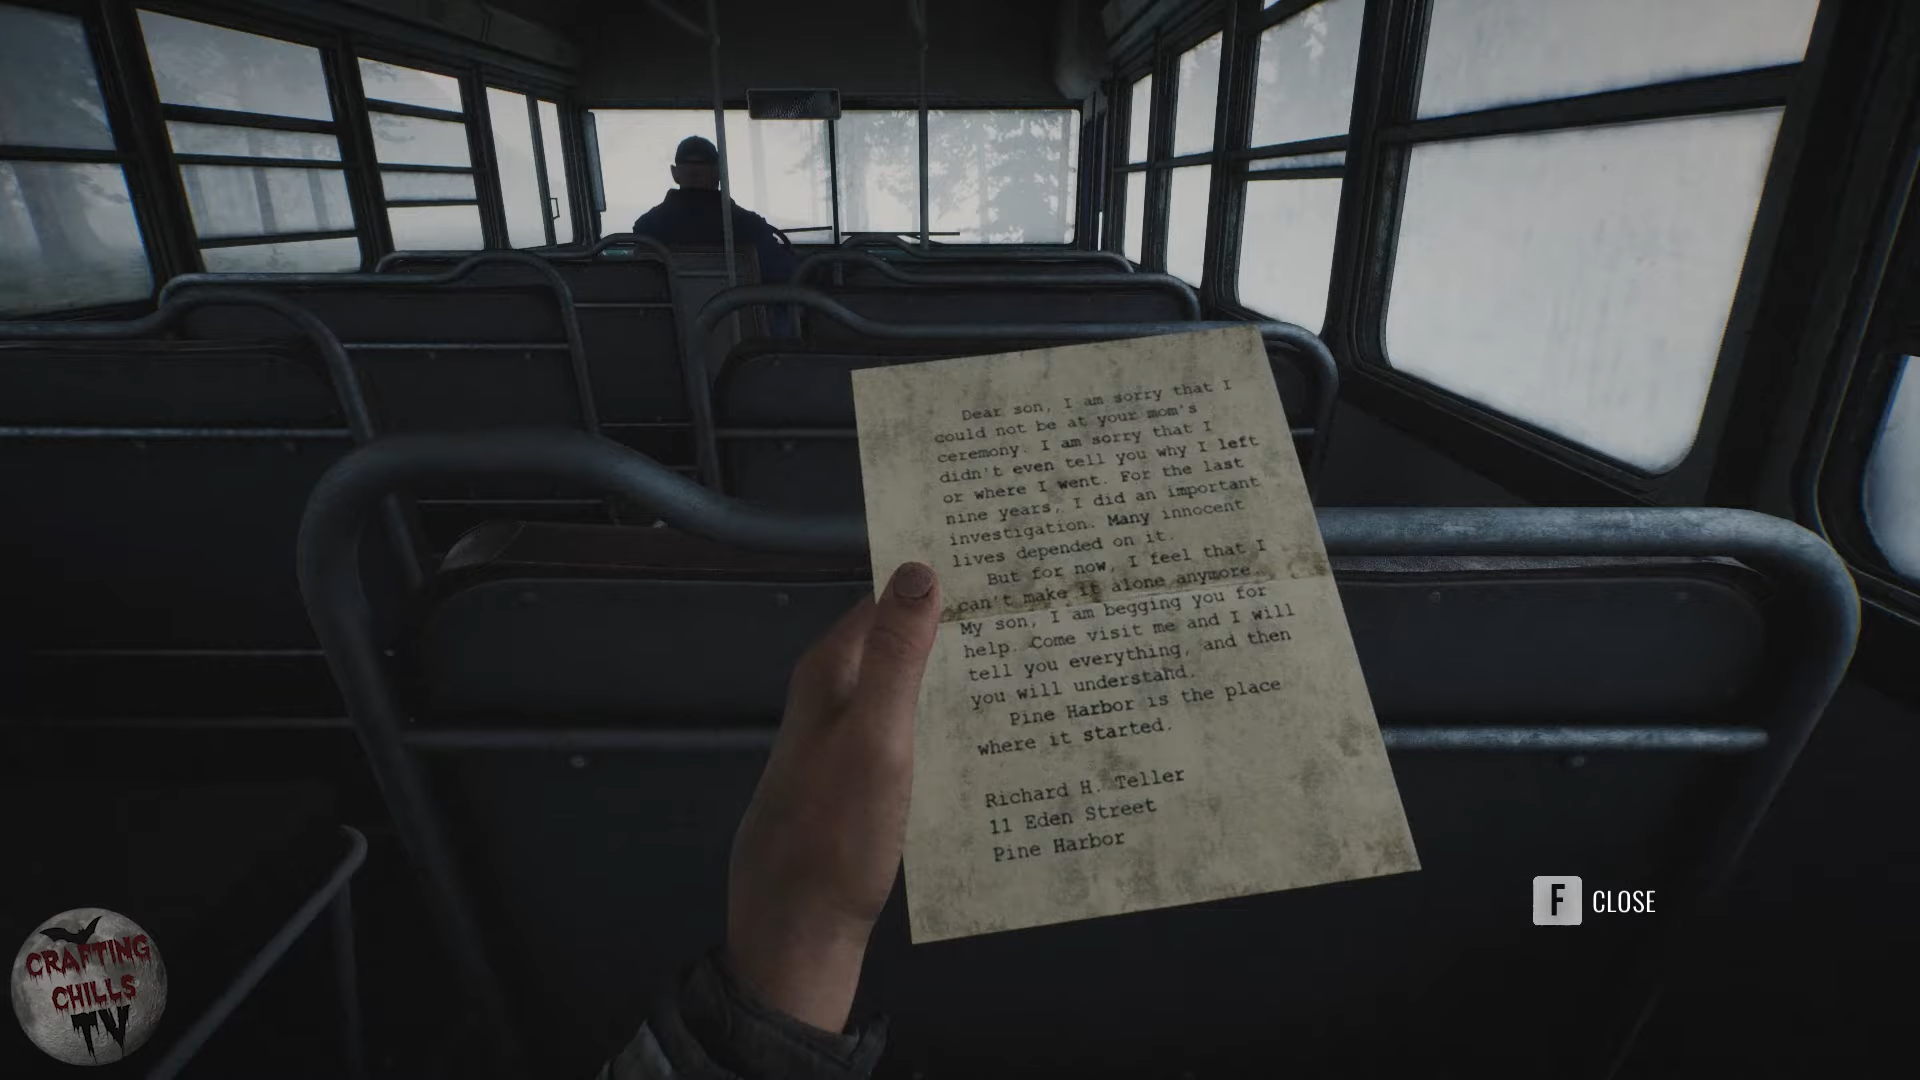 Dear son, I am sorry that I
could not be at your mom's
ceremony. I am sorry that I
didn't even tell you why I left
or where I went. For the last
nine years, I did an important
investigation. Many innocent
lives depended on it.
But for now, I feel that I
can't make it alone anymore.
My son, I am begging you for
help. Come visit me and I will
tell you everything, and then
you will understand.
Pine Harbor is the place
where it started.
Richard H. Teller
11 Eden Street
Pine Harbor
F CLOSE
CRAFTING
CHILLS
TV